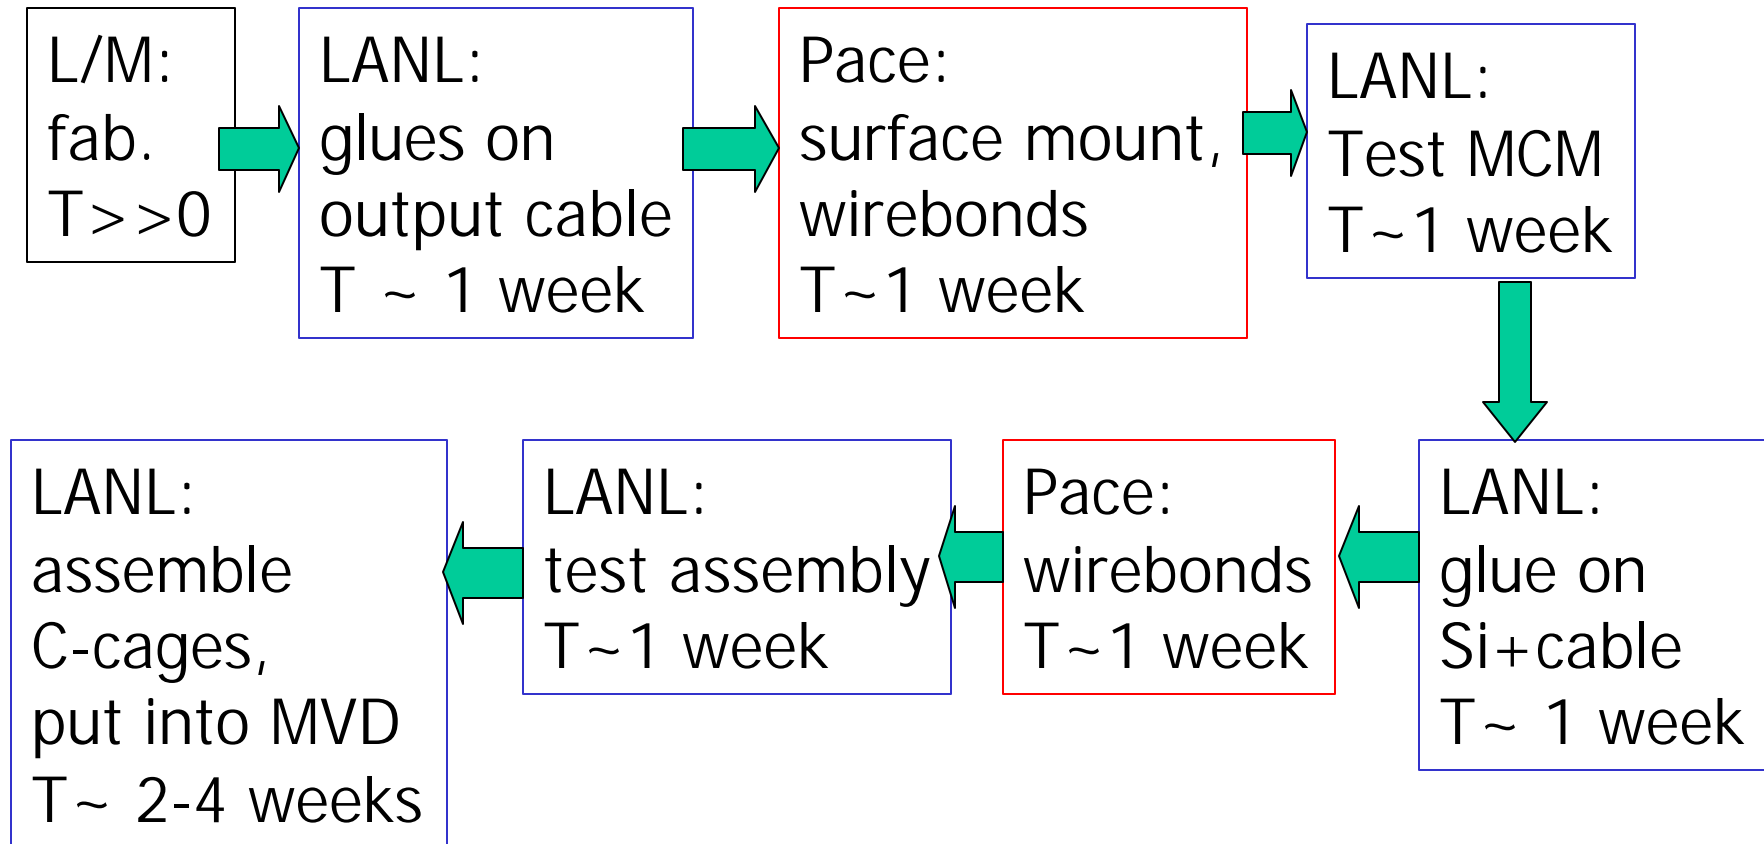 L/M:
fab.
T>>0
LANL:
glues on
output cable
T ~ 1 week
Pace:
surface mount,
wirebonds
T~1 week
LANL:
Test MCM
T~1 week
LANL:
glue on
Si+cable
T~ 1 week
Pace:
wirebonds
T~1 week
LANL:
test assembly
T~1 week
LANL:
assemble
C-cages,
put into MVD
T~ 2-4 weeks